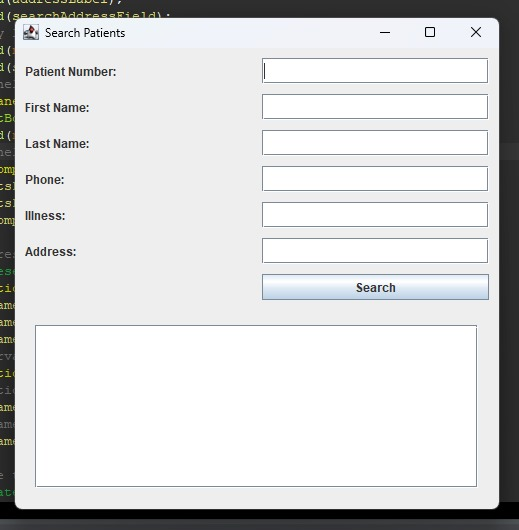 d(addressLabel);
d(searchAddressField);
Search Patients
Patient Number:
First Name:
Last Name:
Phone:
Illness:
Address:
Search